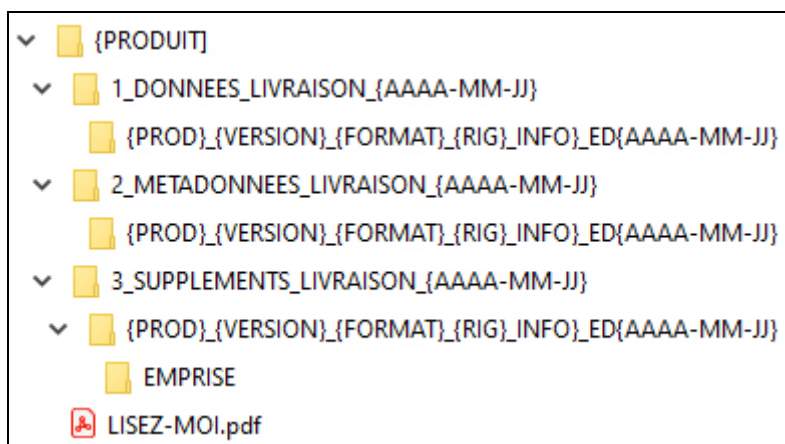 {PRODUIT]
1_DONNEES_LIVRAISON_{AAAA-MM-JJ}
{PROD}_{VERSION}_{FORMAT}_{RIG}_INFO}_ED{AAAA-MM-JJ}
2_METADONNEES_LIVRAISON_{AAAA-MM-JJ}
{PROD}_{VERSION}_{FORMAT}_{RIG}_INFO}_ED{AAAA-MM-JJ}
3_SUPPLEMENTS_LIVRAISON_{AAAA-MM-JJ}
{PROD}_{VERSION}_{FORMAT}_{RIG}_INFO}_ED{AAAA-MM-JJ}
EMPRISE
LISEZ-MOI.pdf